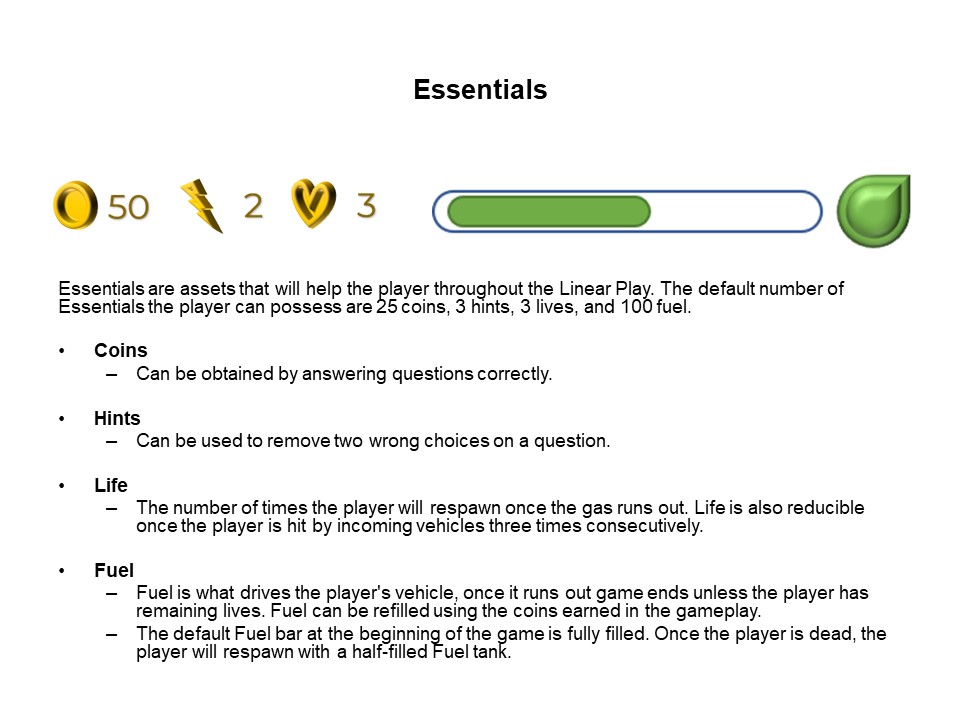 Essentials
50 2 3
Essentials are assets that will help the player throughout the Linear Play. The default number of
Essentials the player can possess are 25 coins, 3 hints, 3 lives, and 100 fuel.
• Coins
– Can be obtained by answering questions correctly.
• Hints
– Can be used to remove two wrong choices on a question.
• Life
– The number of times the player will respawn once the gas runs out. Life is also reducible
once the player is hit by incoming vehicles three times consecutively.
• Fuel
– Fuel is what drives the player's vehicle, once it runs out game ends unless the player has
remaining lives. Fuel can be refilled using the coins earned in the gameplay.
– The default Fuel bar at the beginning of the game is fully filled. Once the player is dead, the
player will respawn with a half-filled Fuel tank.